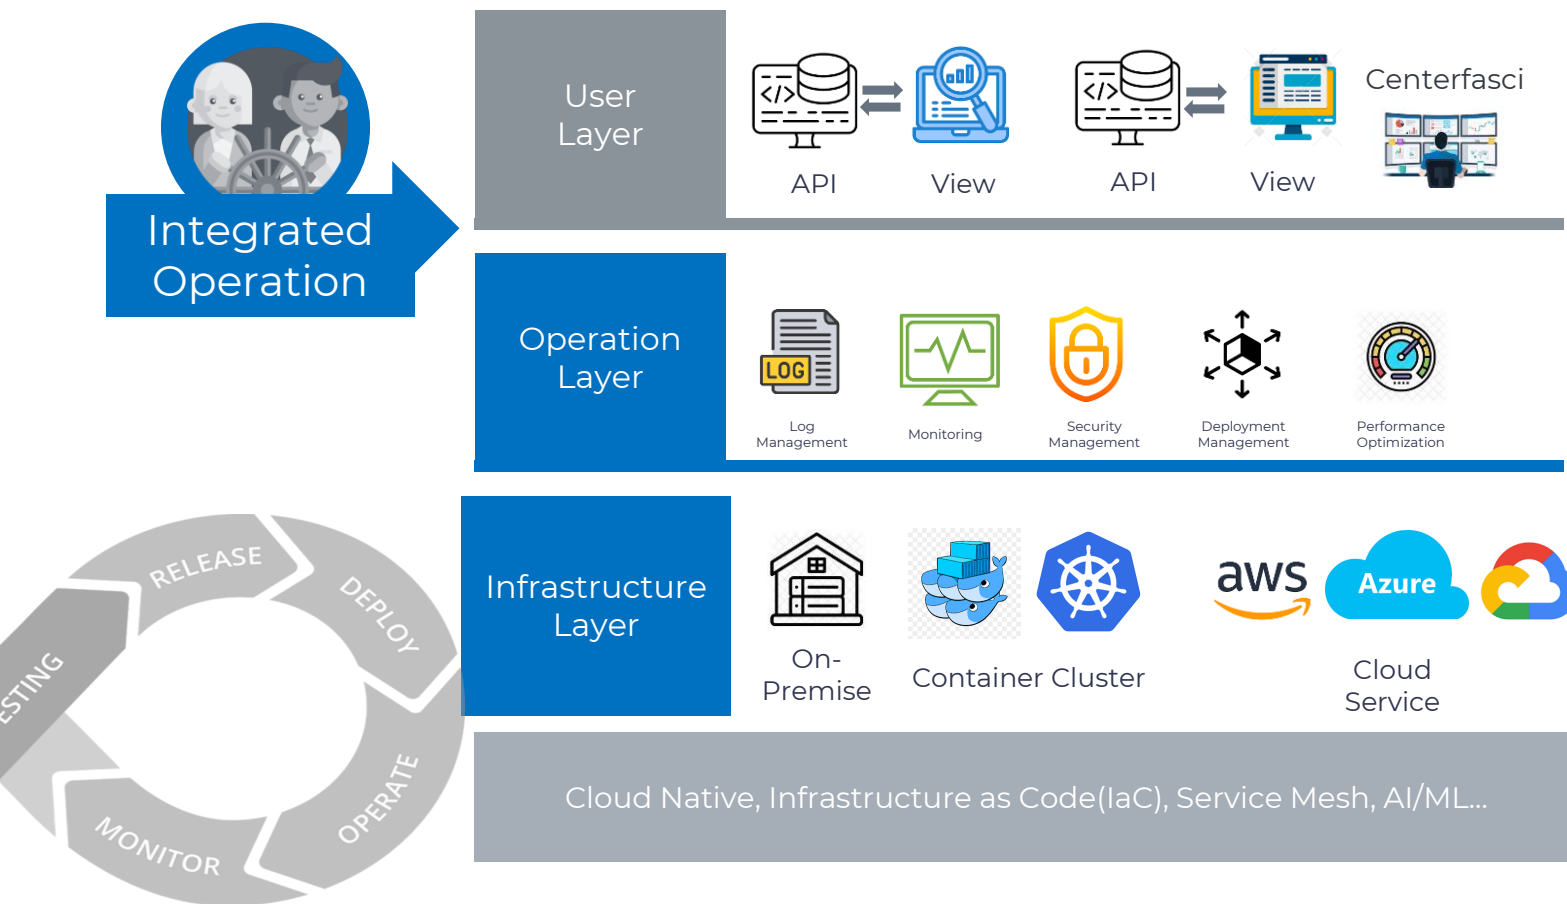 Integrated
Operation
User
Layer
</>
API
View
</>
API
View
Centerfasci
Operation
Layer
LOG
Log
Management
Monitoring
Security
Management
Deployment
Management
Performance
Optimization
Infrastructure
Layer
On-
Premise
Container Cluster
aws
Azure
Cloud
Service
Cloud Native, Infrastructure as Code(IaC), Service Mesh, AI/ML...
ESTING
RELEASE
DEPLOY
OPERATE
MONITOR